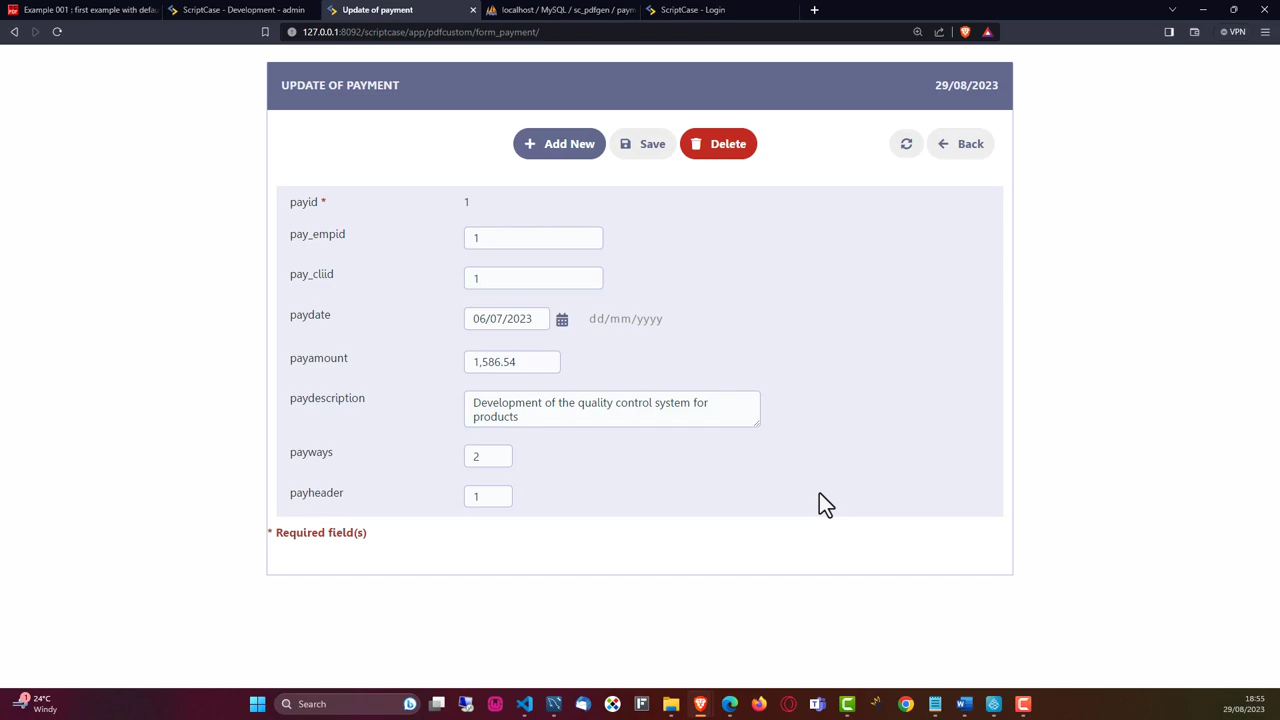 Example 001 : first example with defau
ScriptCase - Development - admin
Update of payment
localhost / MySQL / sc_pdfgen / paym
ScriptCase - Login
127.0.0.1:8092/scriptcase/app/pdfcustom/form_payment/
VPN
UPDATE OF PAYMENT
29/08/2023
Add New
Save
Delete
Back
payid *
1
pay_empid
1
pay_cliid
1
paydate
06/07/2023
dd/mm/yyyy
payamount
1,586.54
paydescription
Development of the quality control system for
products
payways
2
payheader
1
* Required field(s)
1
24°C
Windy
Search
18:55
29/08/2023